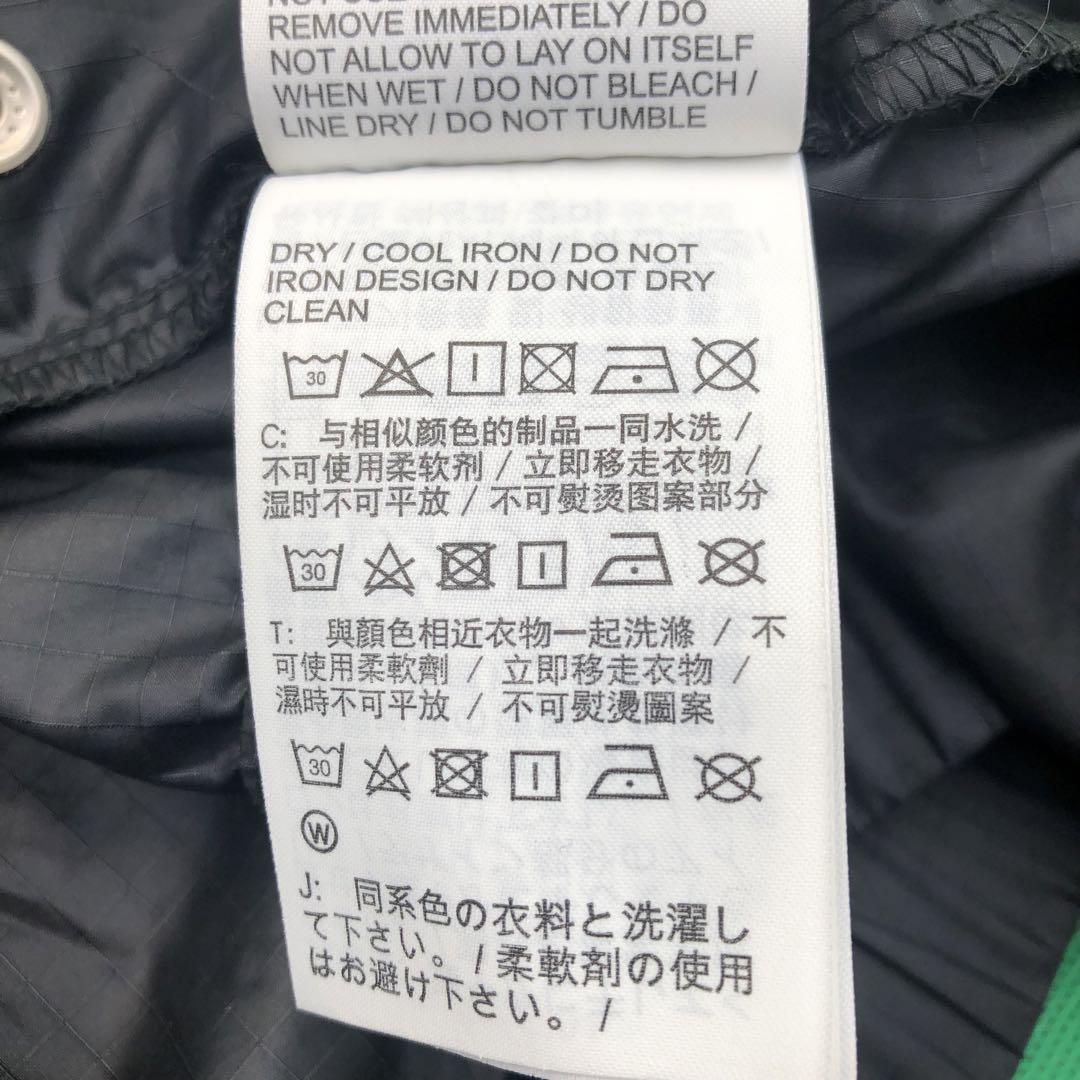 REMOVE IMMEDIATELY / DO
NOT ALLOW TO LAY ON ITSELF
WHEN WET / DO NOT BLEACH /
LINE DRY / DO NOT TUMBLE
DRY / COOL IRON / DO NOT
IRON DESIGN / DO NOT DRY
CLEAN
30
C: 与相似颜色的制品一同水洗 /
不可使用柔软剂 / 立即移走衣物 /
湿时不可平放 / 不可熨烫图案部分
30
T: 與顏色相近衣物一起洗滌 / 不
可使用柔軟劑 / 立即移走衣物 /
濕時不可平放 / 不可熨燙圖案
30
W
J: 同系色の衣料と洗濯し
て下さい。 / 柔軟剤の使用
はお避け下さい。 /